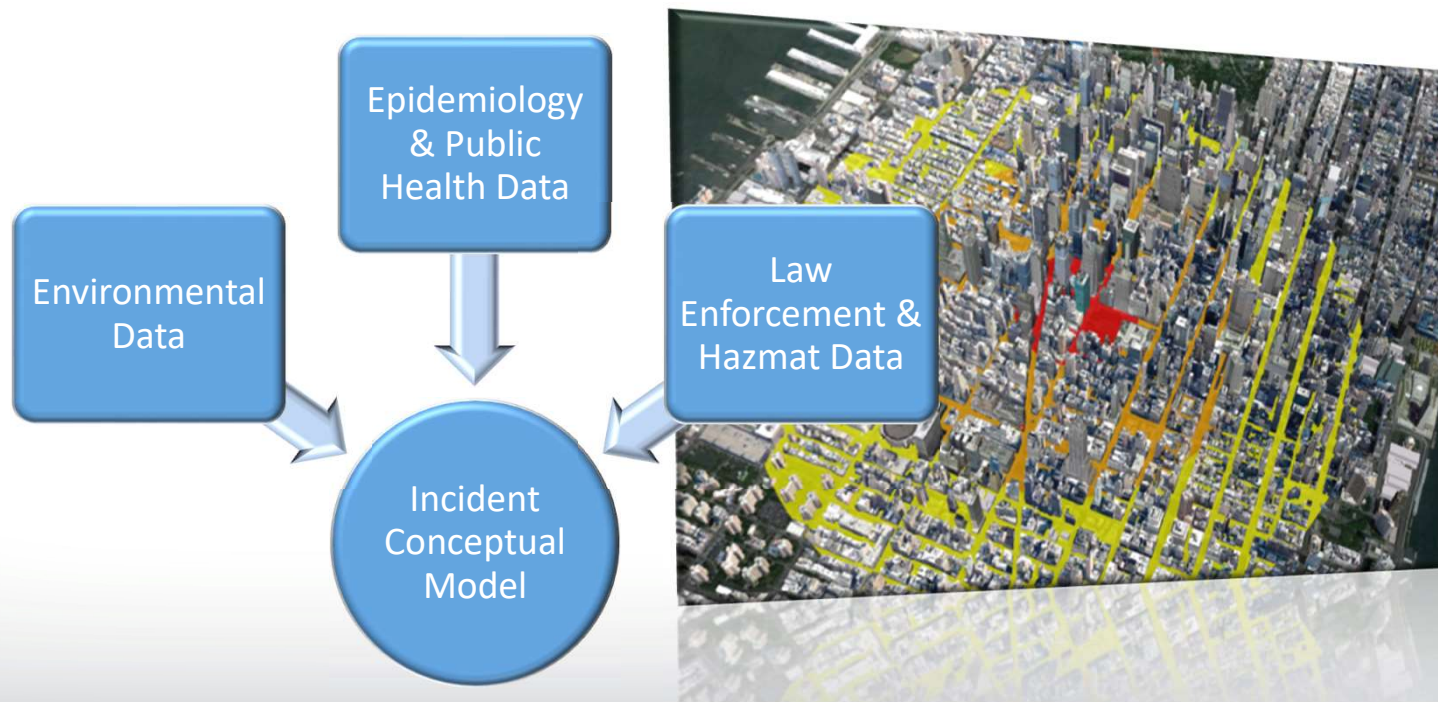 Epidemiology
& Public
Health Data
Environmental
Data
Law
Enforcement &
Hazmat Data
Incident
Conceptual
Model